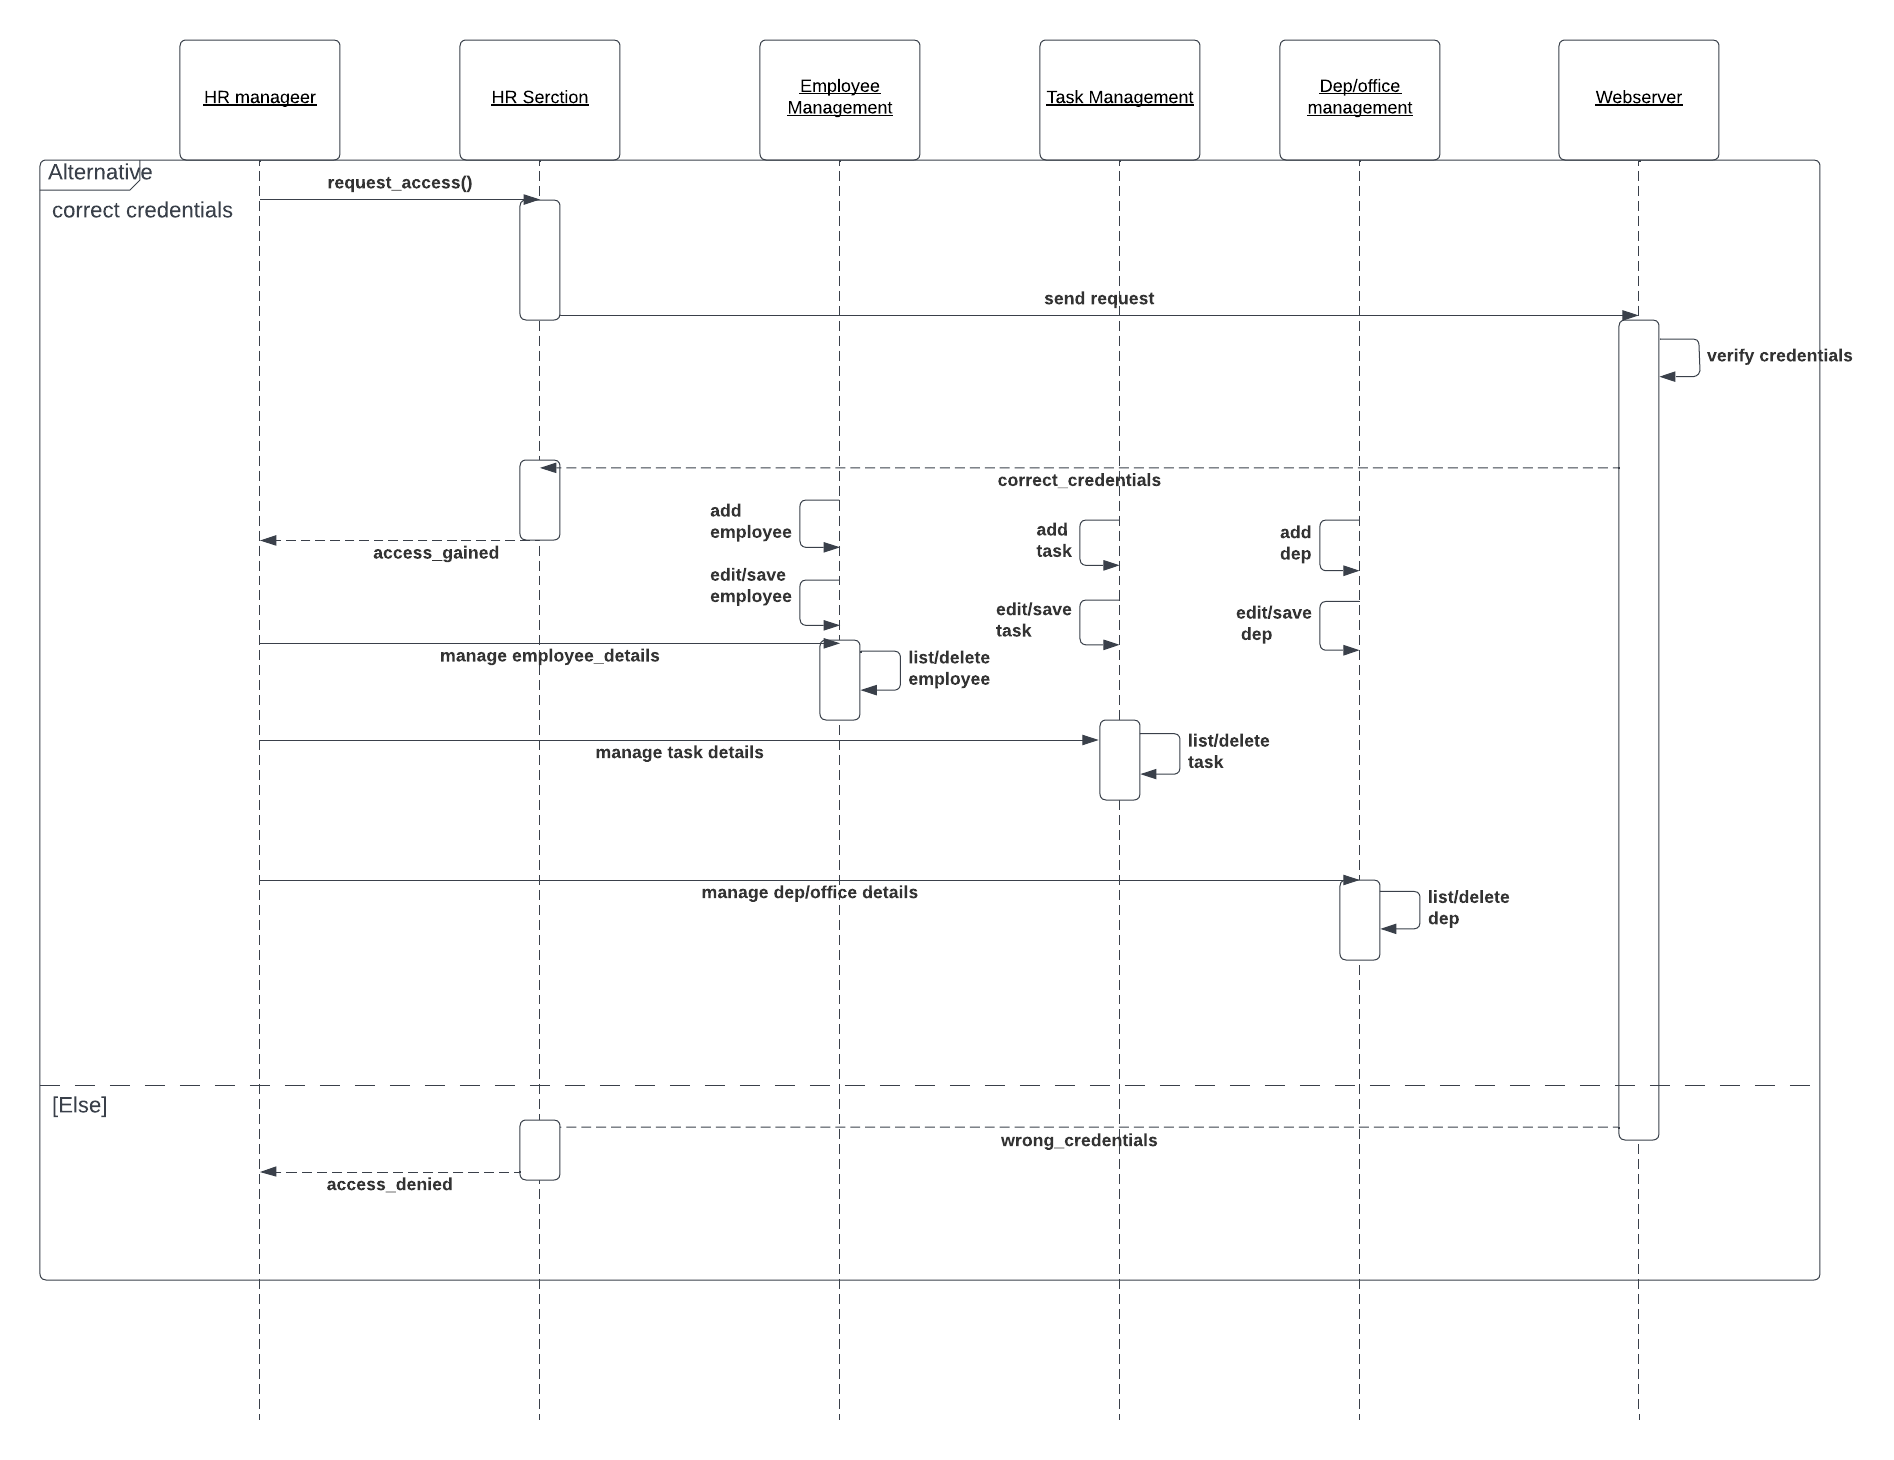 HR manageer
HR Serction
Employee
Management
Task Management
Dep/office
management
Webserver
Alternative
correct credentials
request_access()
send request
verify credentials
correct_credentials
add
employee
add
task
add
dep
access_gained
edit/save
employee
edit/save
task
edit/save
dep
manage employee_details
list/delete
employee
manage task details
list/delete
task
manage dep/office details
list/delete
dep
[Else]
wrong_credentials
access_denied